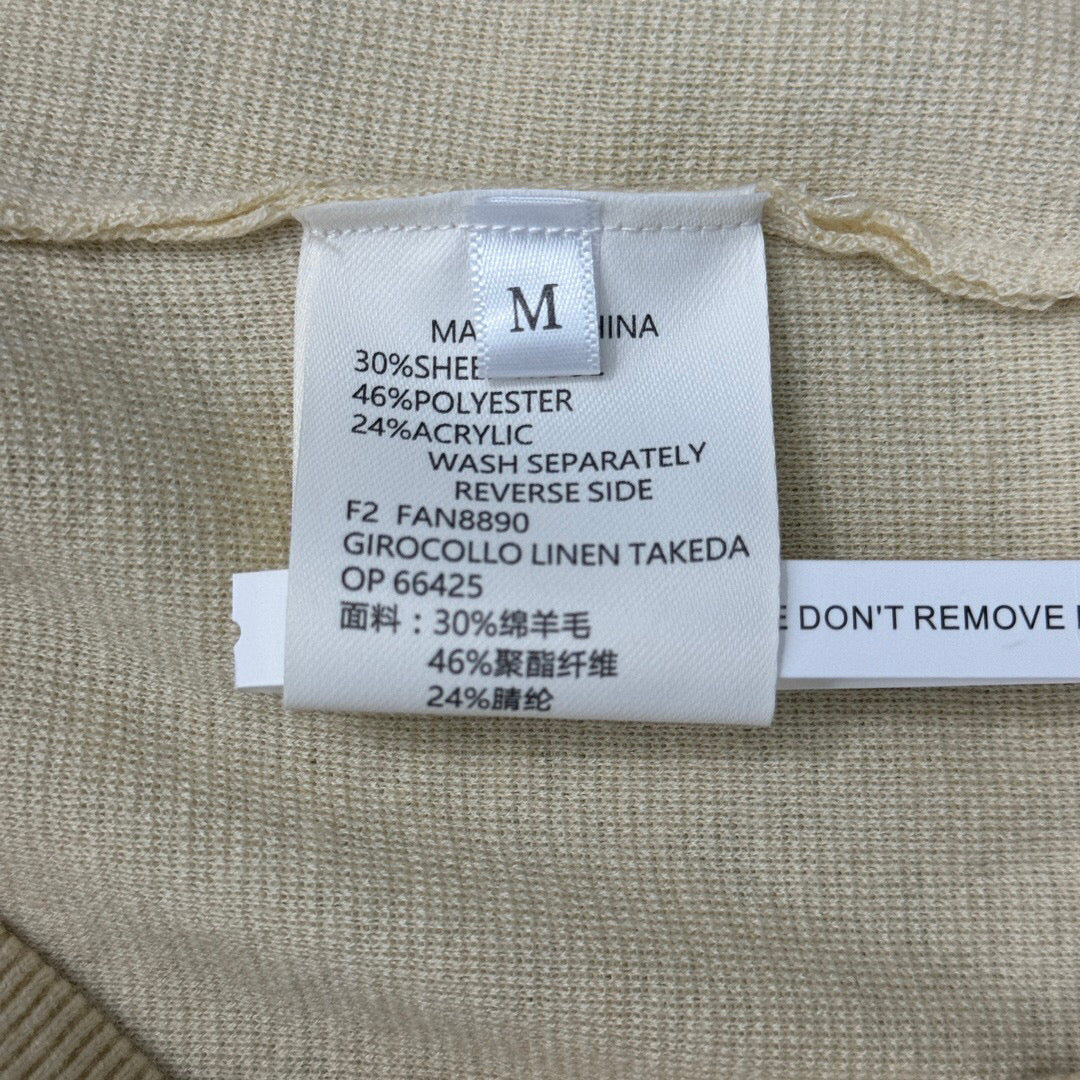 M
MA HINA
30%SHEE
46%POLYESTER
24%ACRYLIC
WASH SEPARATELY
REVERSE SIDE
F2 FAN8890
GIROCOLLO LINEN TAKEDA
OP 66425
面料：30%绵羊毛
46%聚酯纤维
24%腈纶
E DON'T REMOVE